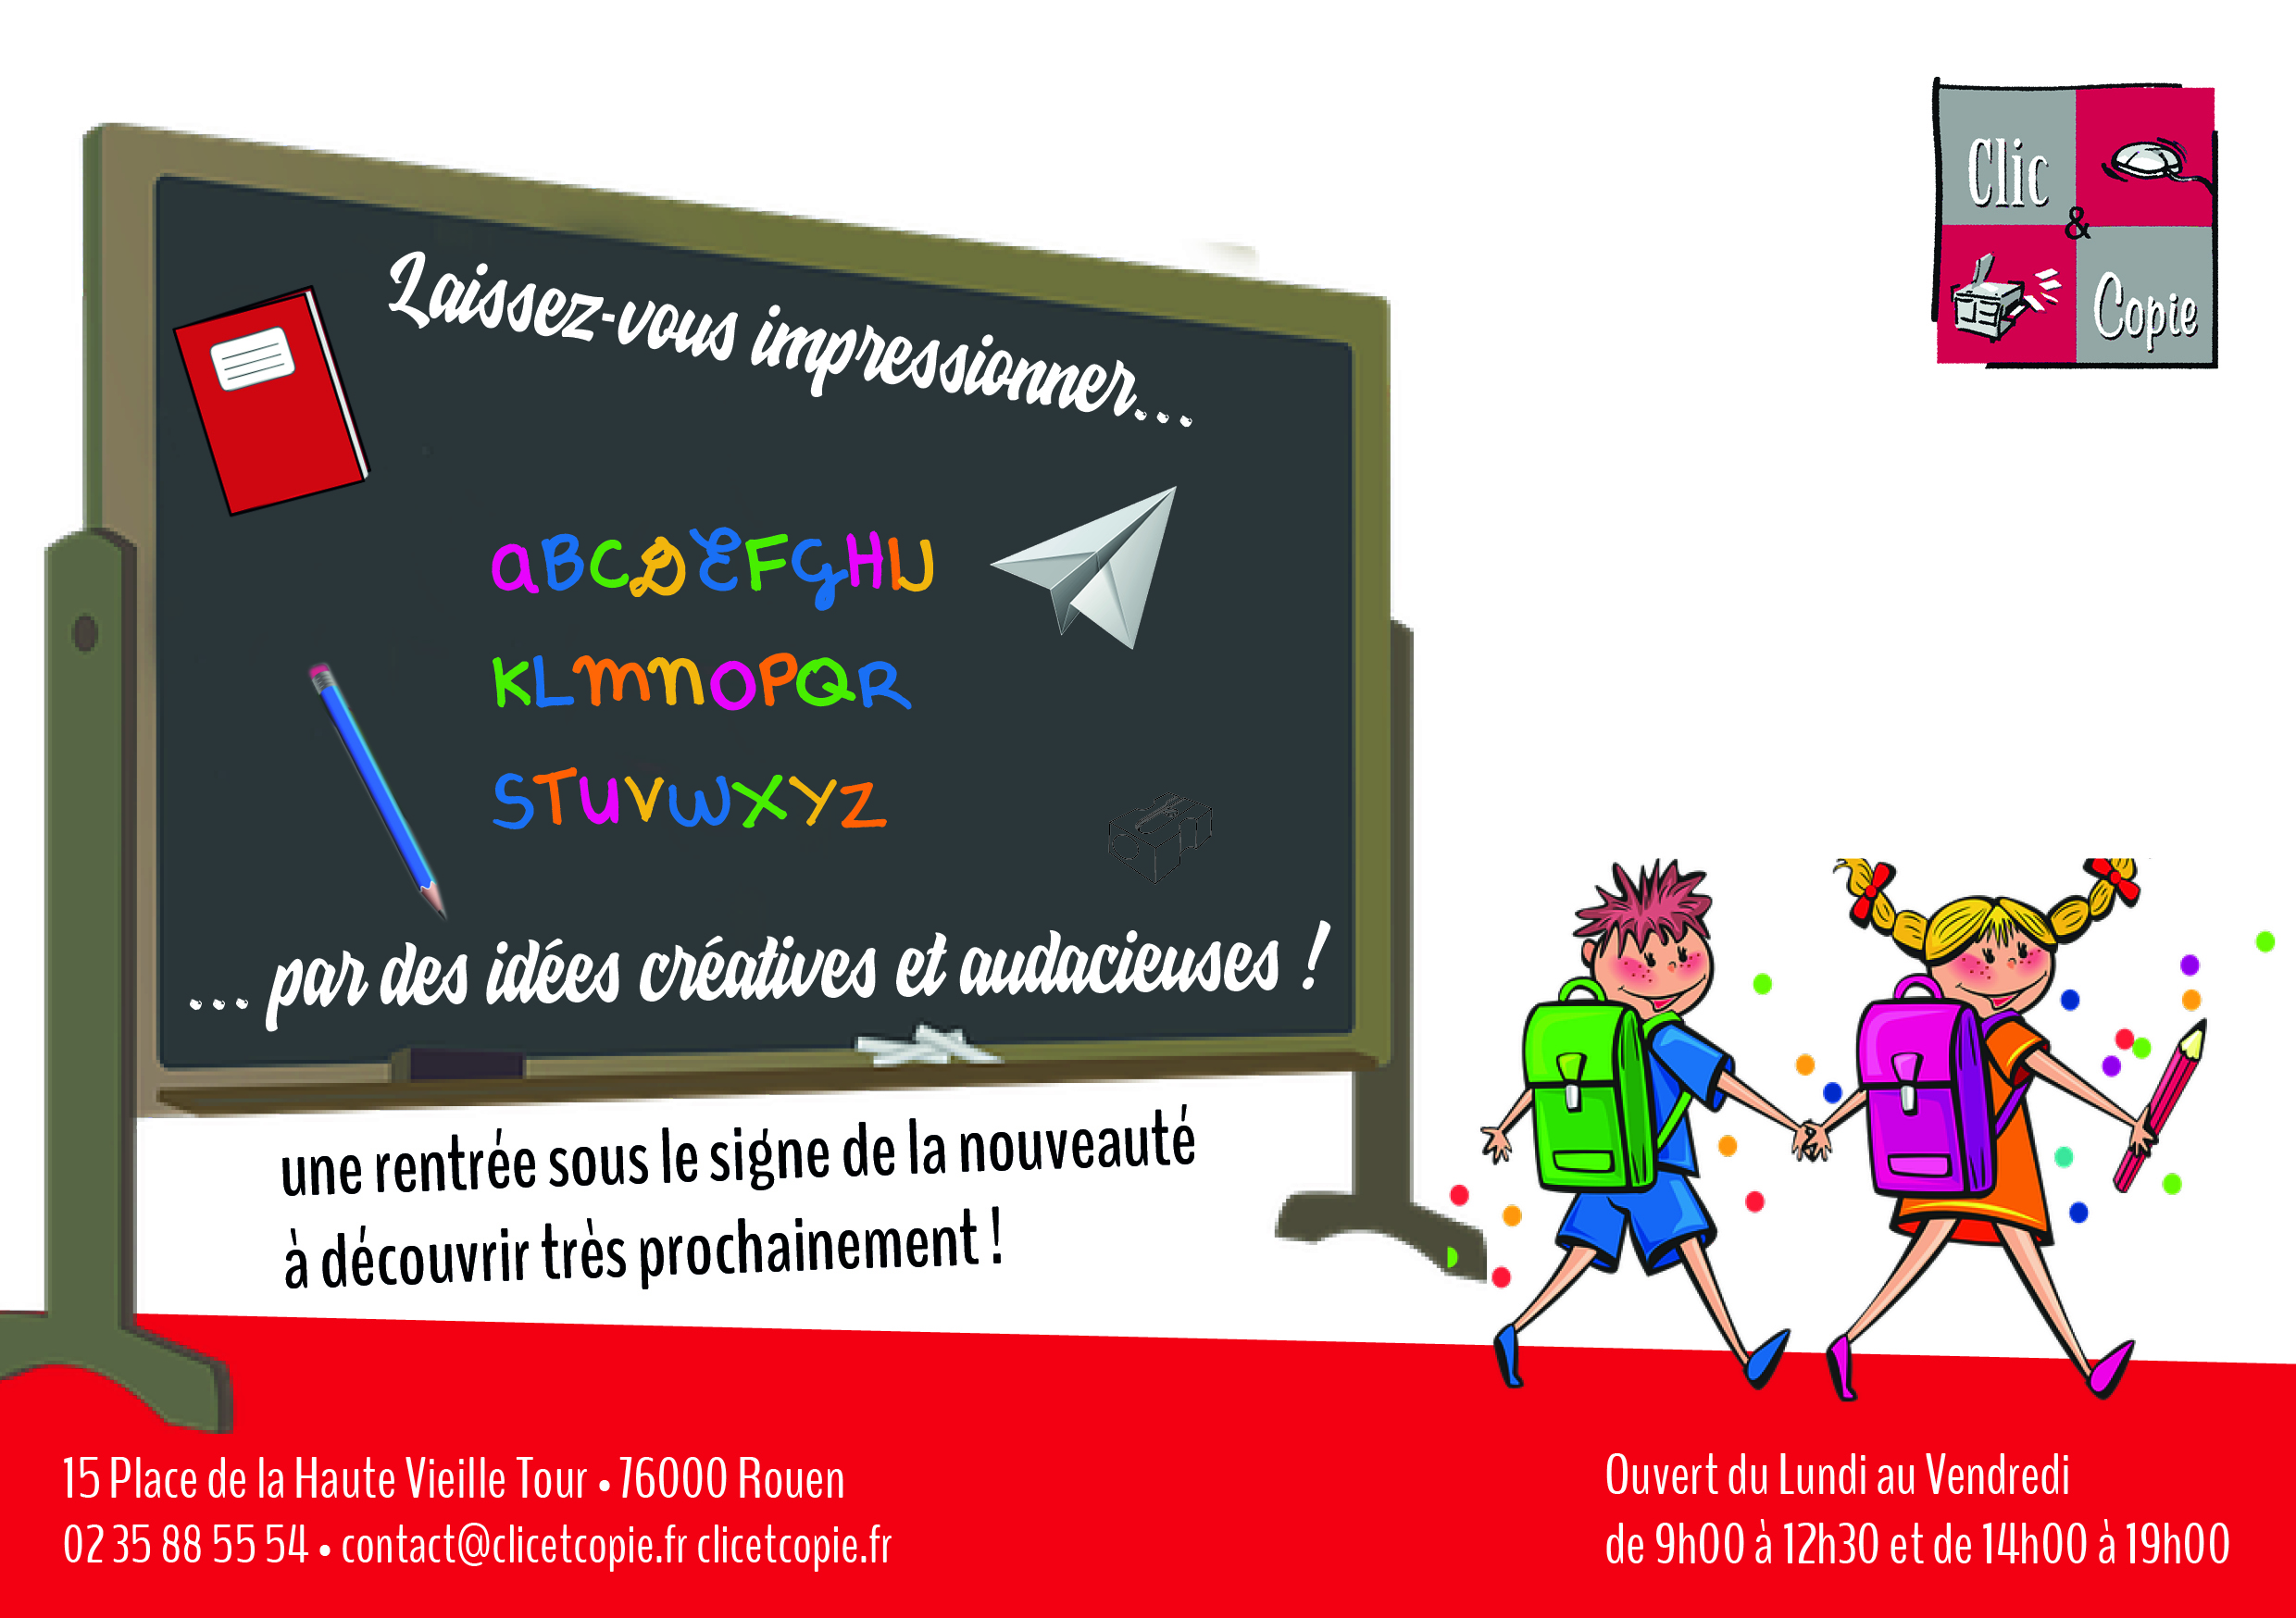 Clic
&
Copie
Laissez-vous impressionner...
aBCDEFGHIJ
KLmnOPQR
STUVWXYZ
... par des idées créatives et audacieuses !
une rentrée sous le signe de la nouveauté
à découvrir très prochainement !
15 Place de la Haute Vieille Tour • 76000 Rouen
02 35 88 55 54 • contact@clicetcopie.fr clicetcopie.fr
Ouvert du Lundi au Vendredi
de 9h00 à 12h30 et de 14h00 à 19h00